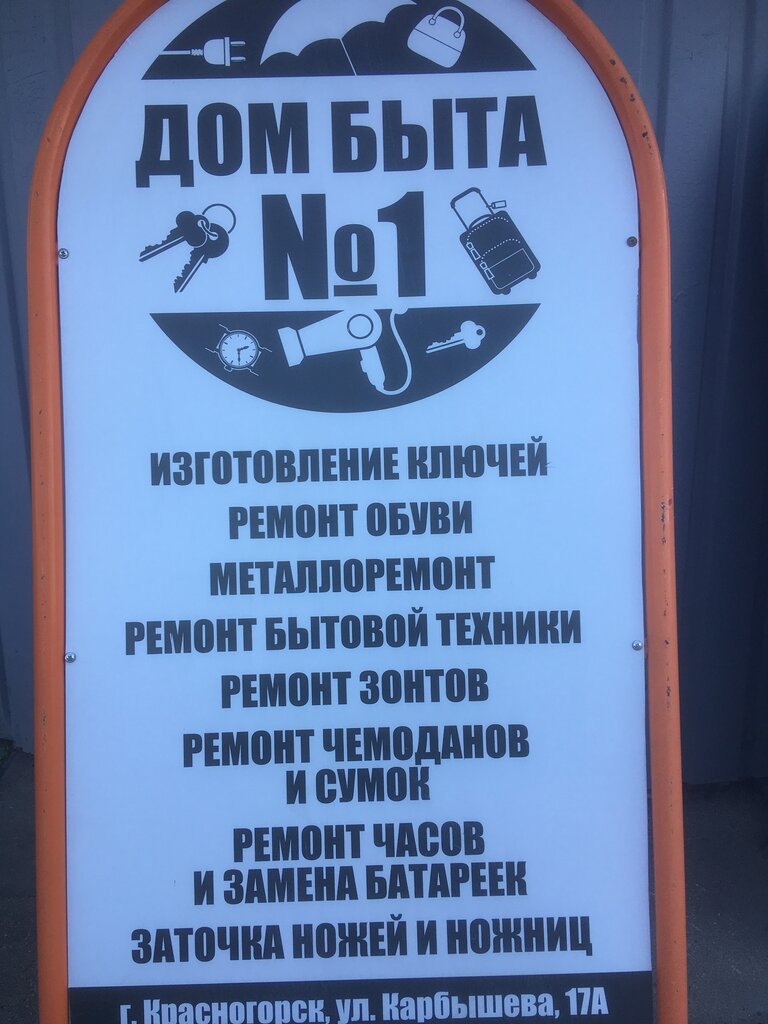 ДОМ БЫТА
№1
ИЗГОТОВЛЕНИЕ КЛЮЧЕЙ
РЕМОНТ ОБУВИ
МЕТАЛЛОРЕМОНТ
РЕМОНТ БЫТОВОЙ ТЕХНИКИ
РЕМОНТ ЗОНТОВ
РЕМОНТ ЧЕМОДАНОВ
И СУМОК
РЕМОНТ ЧАСОВ
И ЗАМЕНА БАТАРЕЕК
ЗАТОЧКА НОЖЕЙ И НОЖНИЦ
г. Красногорск, ул. Карбышева, 17А